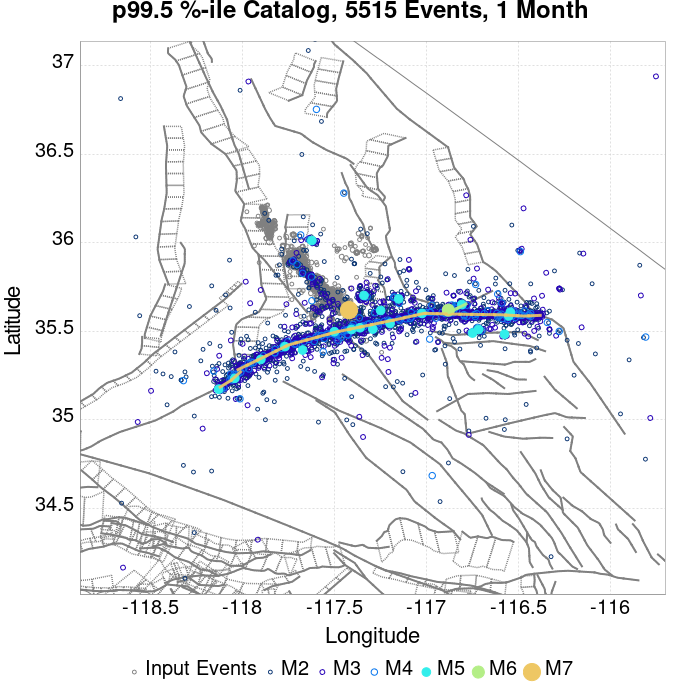 p99.5 %-ile Catalog, 5515 Events, 1 Month
37
36.5
36
35.5
35
34.5
Latitude
-118.5 -118 -117.5 -117 -116.5 -116
Longitude
Input Events M2 M3 M4 M5 M6 M7